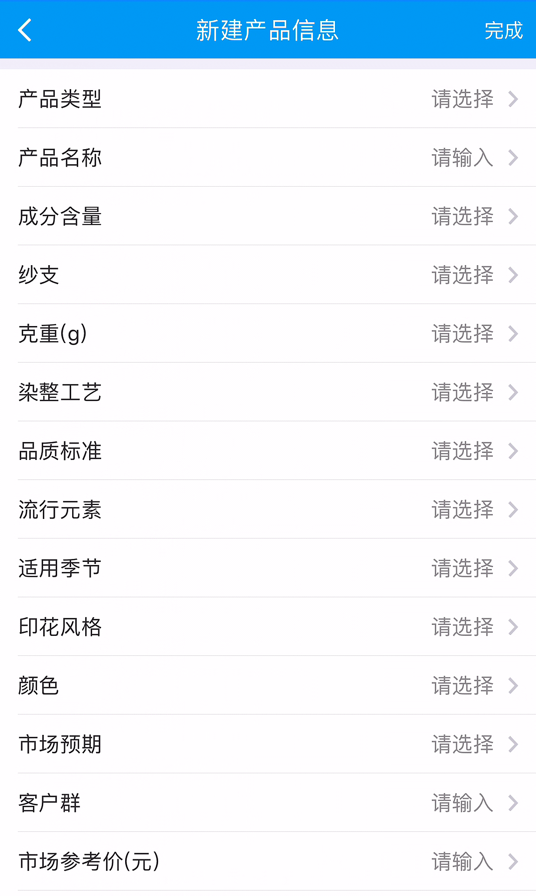 新建产品信息 完成
产品类型 请选择
产品名称 请输入
成分含量 请选择
纱支 请选择
克重(g) 请选择
染整工艺 请选择
品质标准 请选择
流行元素 请选择
适用季节 请选择
印花风格 请选择
颜色 请选择
市场预期 请选择
客户群 请输入
市场参考价(元) 请输入